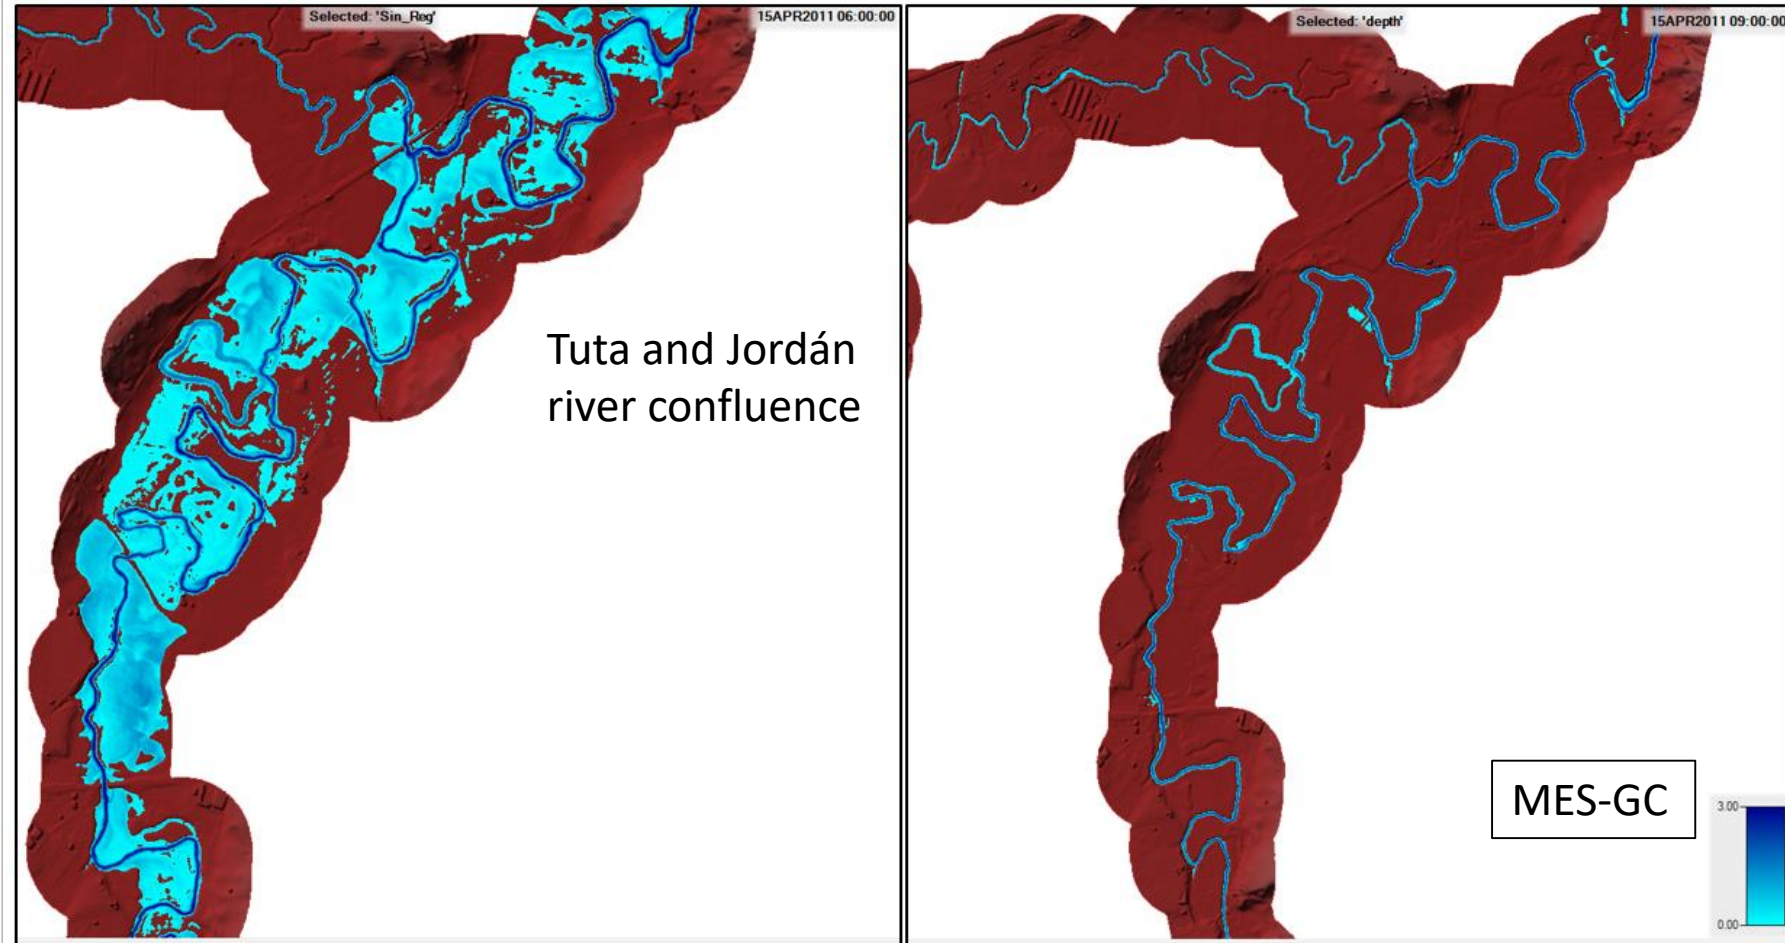 Selected: 'Sin_Reg'
15APR2011 06:00:00
Selected: 'depth'
15APR2011 09:00:00
Tuta and Jordán
river confluence
MES-GC
3.00
0.00